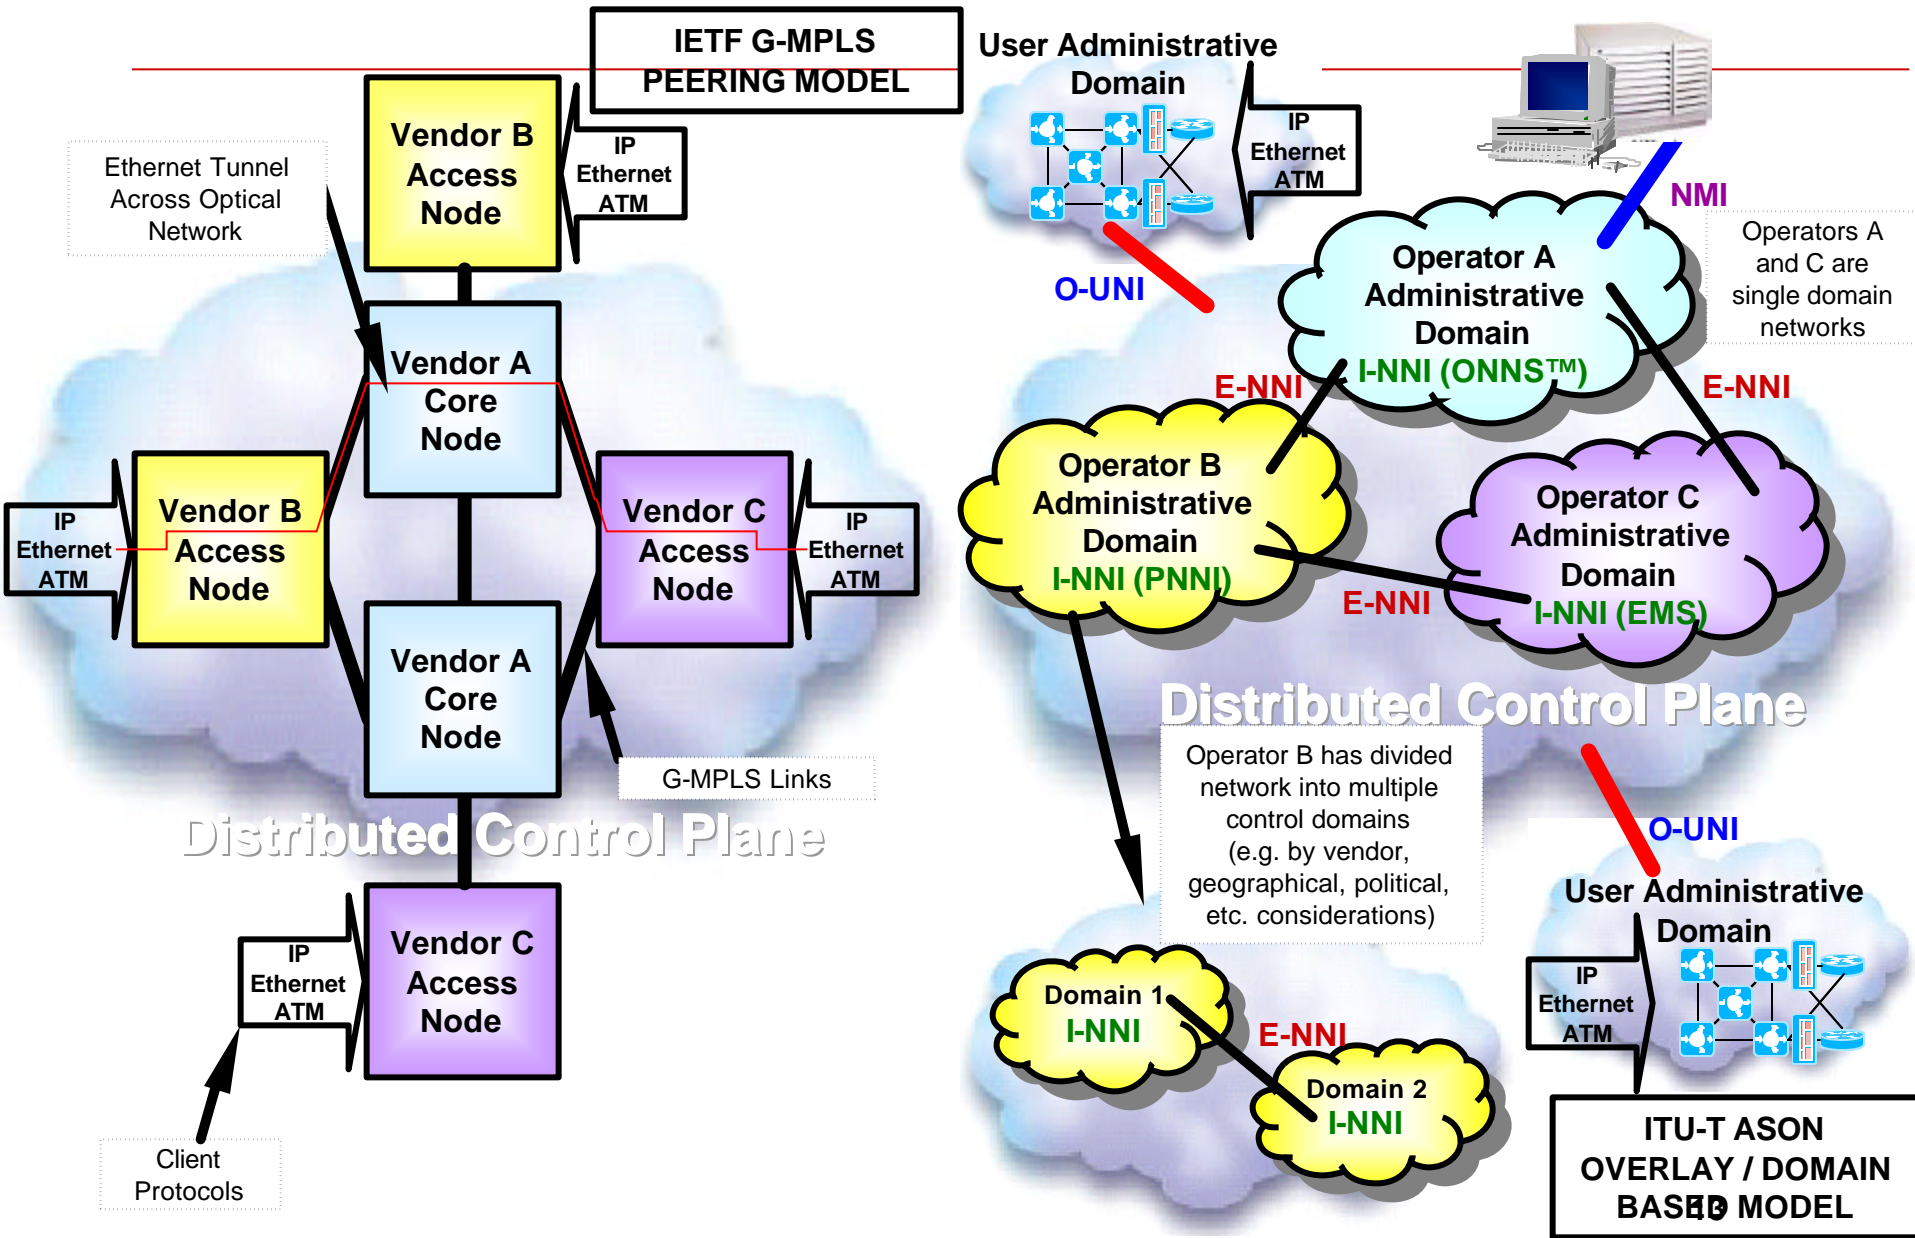 IETF G-MPLS
PEERING MODEL
Vendor B
Access
Node
IP
Ethernet
ATM
Ethernet Tunnel
Across Optical
Network
Vendor A
Core
Node
IP
Ethernet
ATM
Vendor B
Access
Node
Vendor C
Access
Node
IP
Ethernet
ATM
Vendor A
Core
Node
G-MPLS Links
Distributed Control Plane
IP
Ethernet
ATM
Vendor C
Access
Node
Client
Protocols
User Administrative
Domain
IP
Ethernet
ATM
NMI
O-UNI
Operator A
Administrative
Domain
I-NNI (ONNS™)
Operators A
and C are
single domain
networks
E-NNI
E-NNI
Operator B
Administrative
Domain
I-NNI (PNNI)
Operator C
Administrative
Domain
I-NNI (EMS)
E-NNI
Distributed Control Plane
Operator B has divided
network into multiple
control domains
(e.g. by vendor,
geographical, political,
etc. considerations)
O-UNI
User Administrative
Domain
IP
Ethernet
ATM
Domain 1
I-NNI
E-NNI
Domain 2
I-NNI
ITU-T ASON
OVERLAY / DOMAIN
BASED MODEL
13